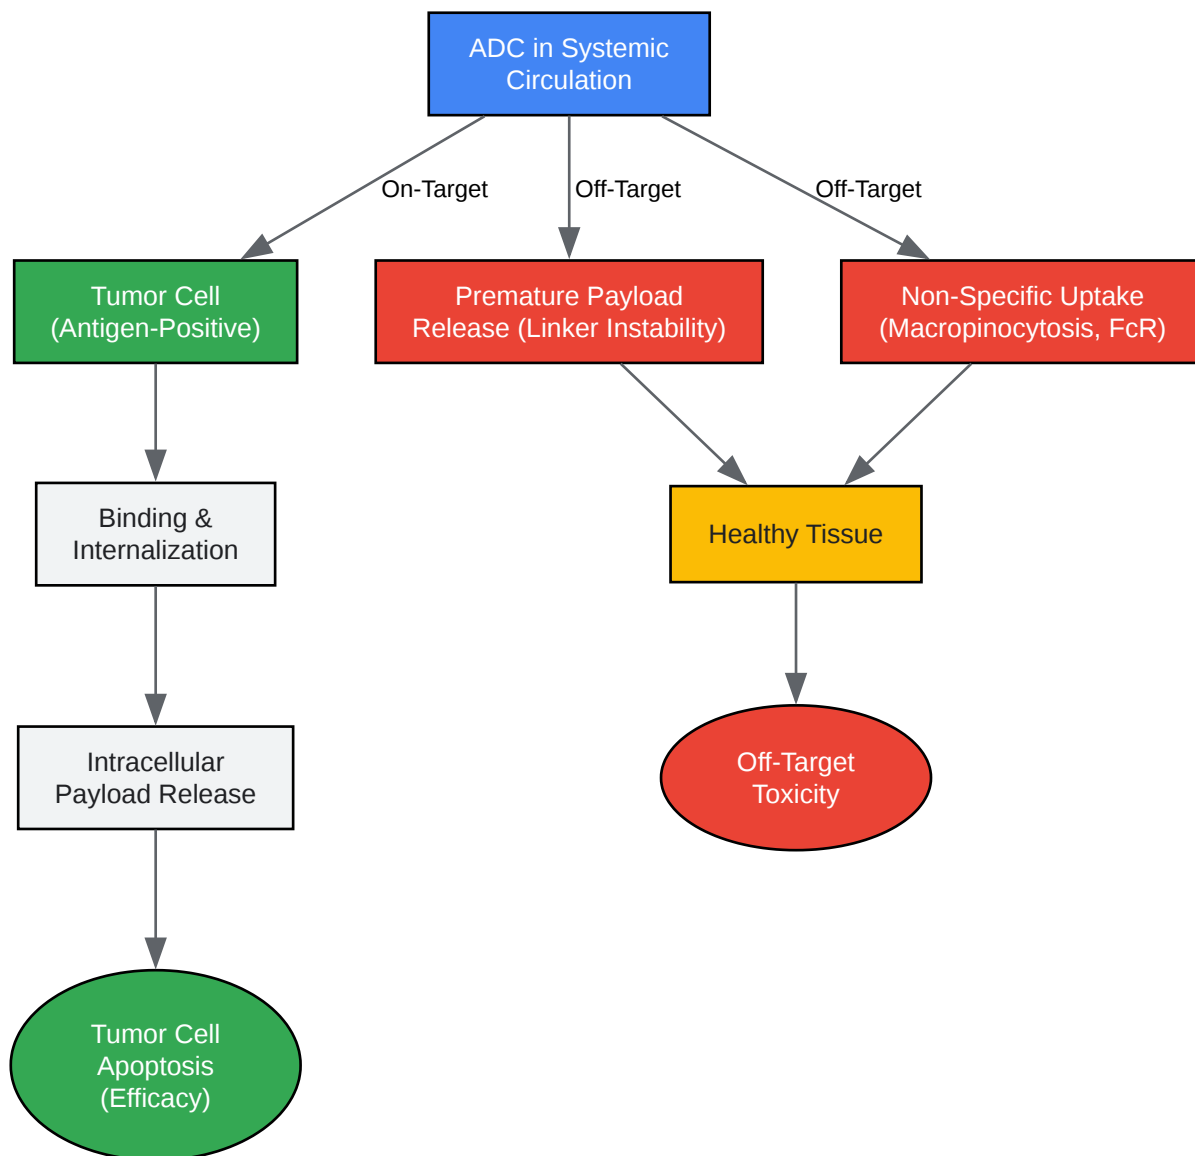 ADC in Systemic
Circulation
On-Target
Off-Target
Off-Target
Tumor Cell
(Antigen-Positive)
Premature Payload
Release (Linker Instability)
Non-Specific Uptake
(Macropinocytosis, FcR)
Binding &
Internalization
Healthy Tissue
Intracellular
Payload Release
Off-Target
Toxicity
Tumor Cell
Apoptosis
(Efficacy)